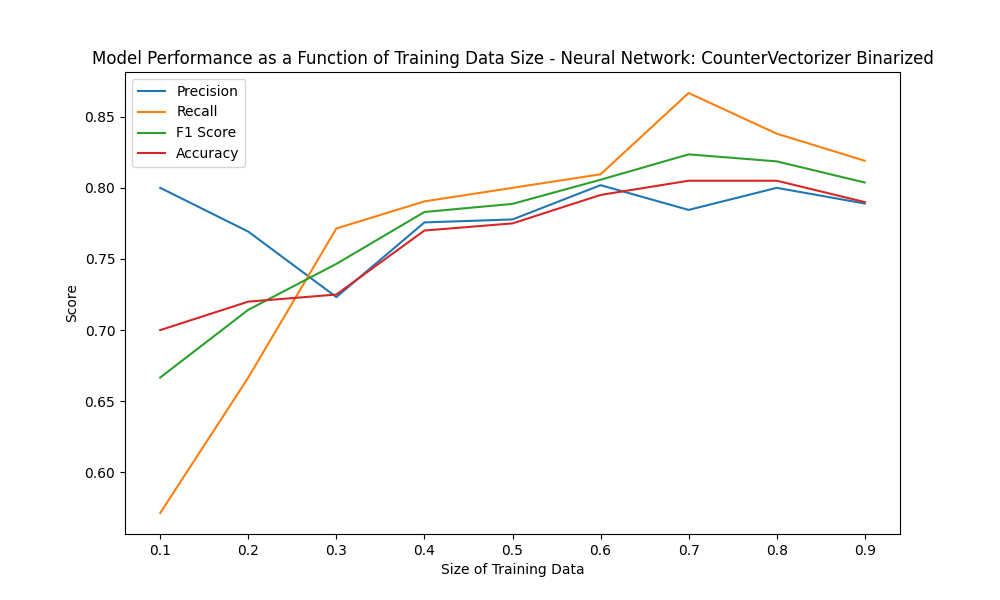 Model Performance as a Function of Training Data Size - Neural Network: CounterVectorizer Binarized
Precision
Recall
F1 Score
Accuracy
0.85
0.80
0.75
0.70
0.65
0.60
Score
0.1 0.2 0.3 0.4 0.5 0.6 0.7 0.8 0.9
Size of Training Data